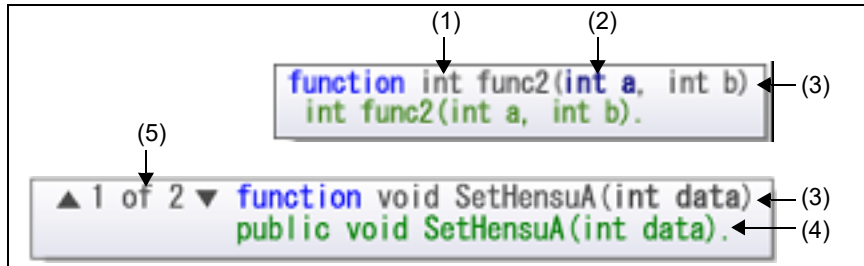 (1) (2)
function int func2(int a, int b) (3)
int func2(int a, int b).
(5)
▲ 1 of 2 ▼ function void SetHensuA(int data) (3)
public void SetHensuA(int data). (4)